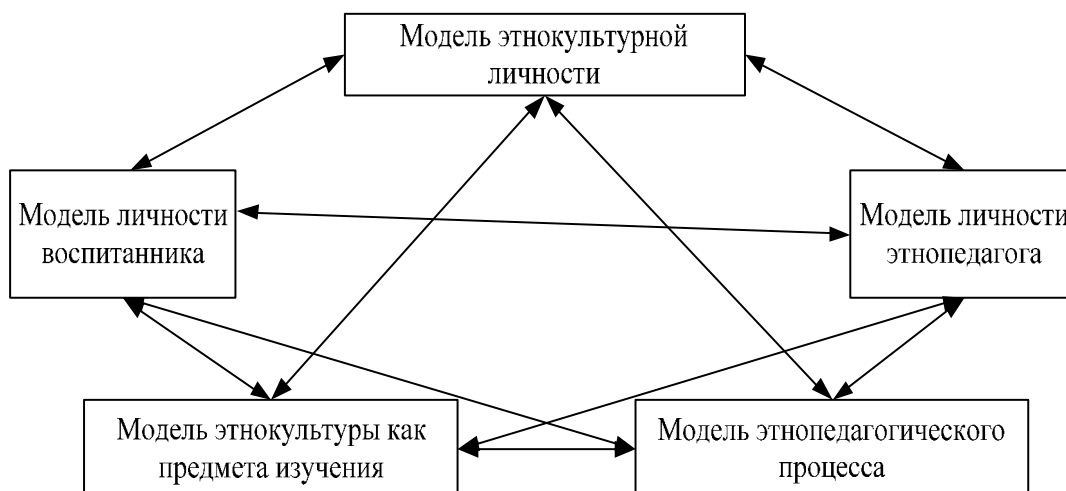 Модель этнокультурной
личности
Модель личности
воспитанника
Модель личности
этнопедагога
Модель этнокультуры как
предмета изучения
Модель этнопедагогического
процесса